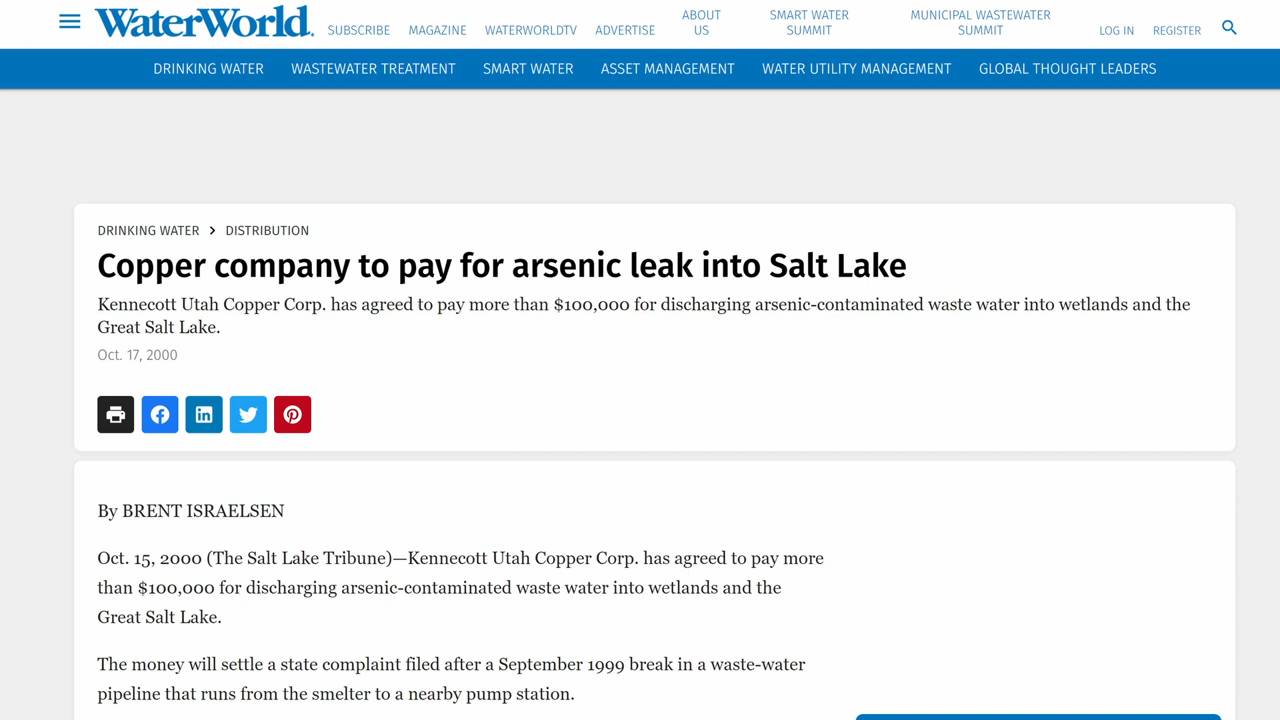 WaterWorld.
SUBSCRIBE MAGAZINE WATERWORLDTV ADVERTISE ABOUT US SMART WATER SUMMIT MUNICIPAL WASTEWATER SUMMIT LOG IN REGISTER
DRINKING WATER WASTEWATER TREATMENT SMART WATER ASSET MANAGEMENT WATER UTILITY MANAGEMENT GLOBAL THOUGHT LEADERS
DRINKING WATER > DISTRIBUTION
Copper company to pay for arsenic leak into Salt Lake
Kennecott Utah Copper Corp. has agreed to pay more than $100,000 for discharging arsenic-contaminated waste water into wetlands and the
Great Salt Lake.
Oct. 17, 2000
By BRENT ISRAELSEN
Oct. 15, 2000 (The Salt Lake Tribune)—Kennecott Utah Copper Corp. has agreed to pay more
than $100,000 for discharging arsenic-contaminated waste water into wetlands and the
Great Salt Lake.
The money will settle a state complaint filed after a September 1999 break in a waste-water
pipeline that runs from the smelter to a nearby pump station.